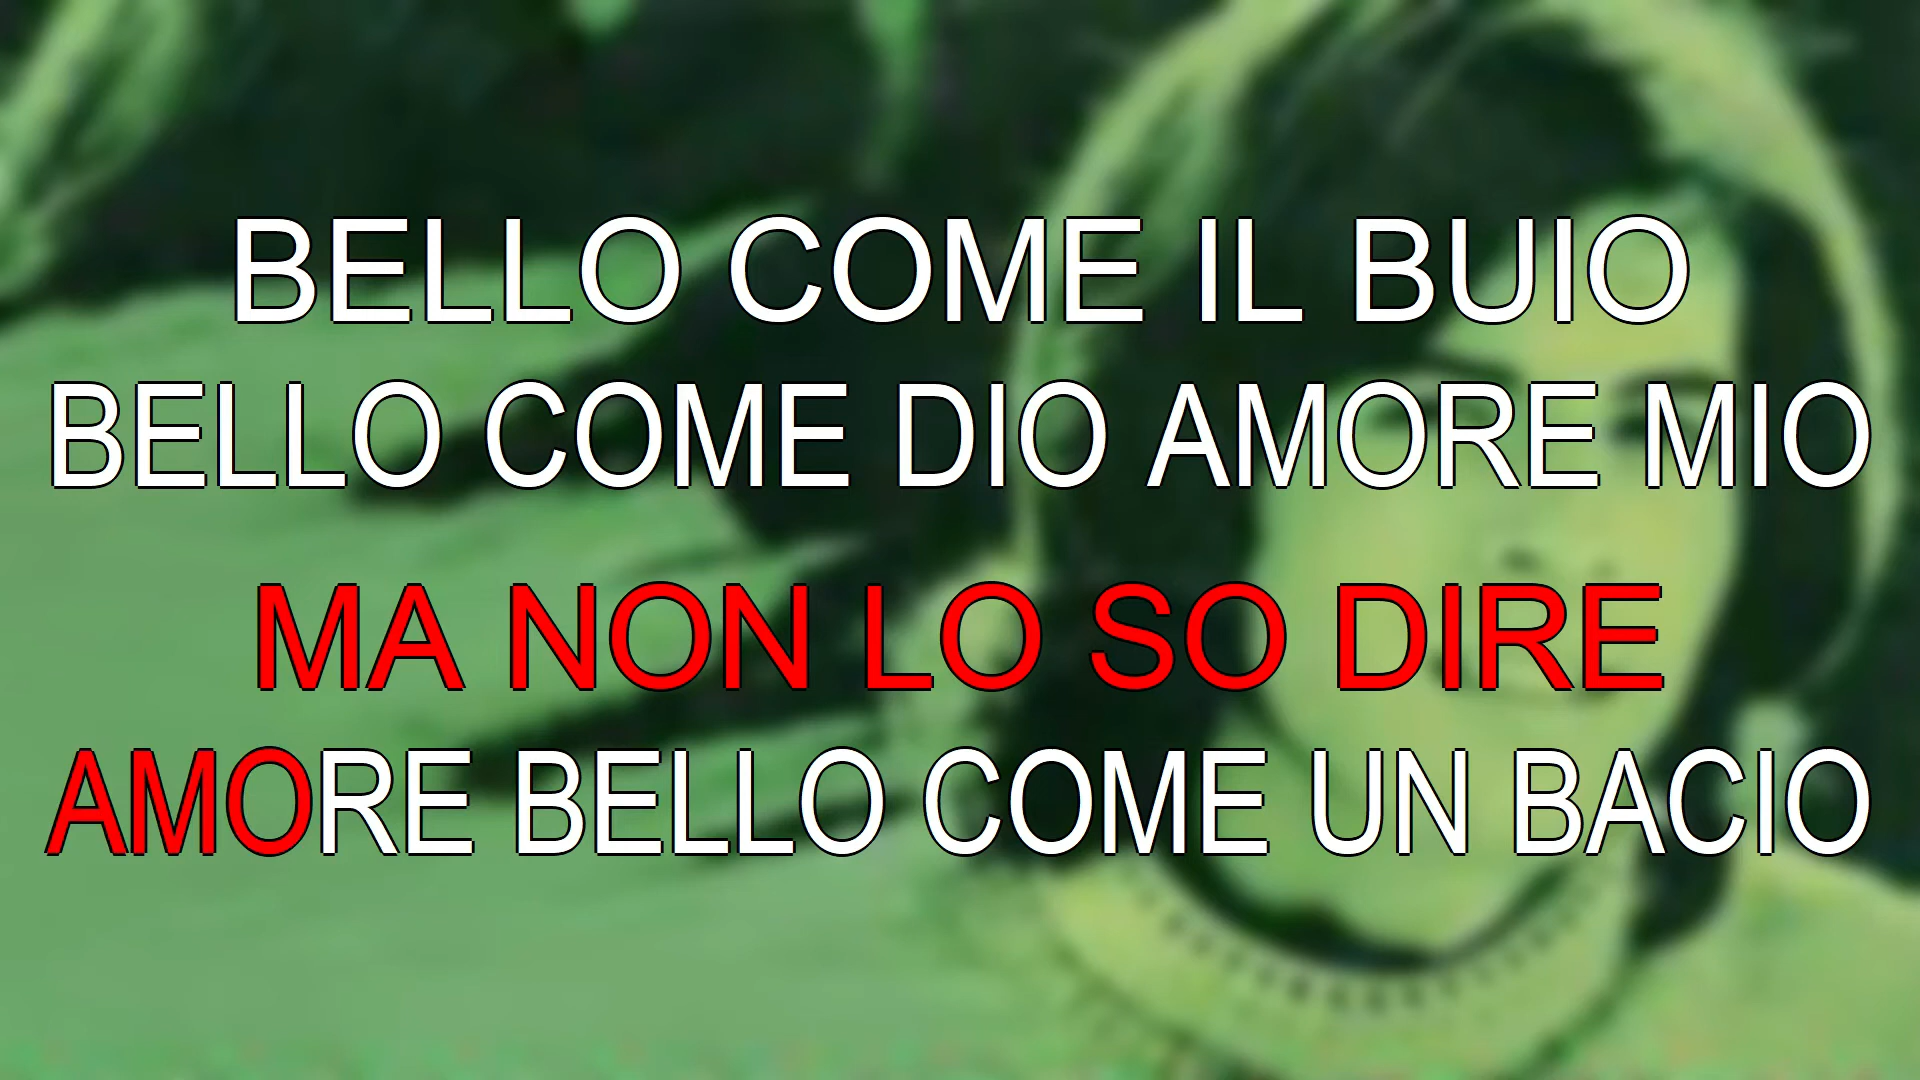 BELLO COME IL BUIO
BELLO COME DIO AMORE MIO
MA NON LO SO DIRE
AMORE BELLO COME UN BACIO